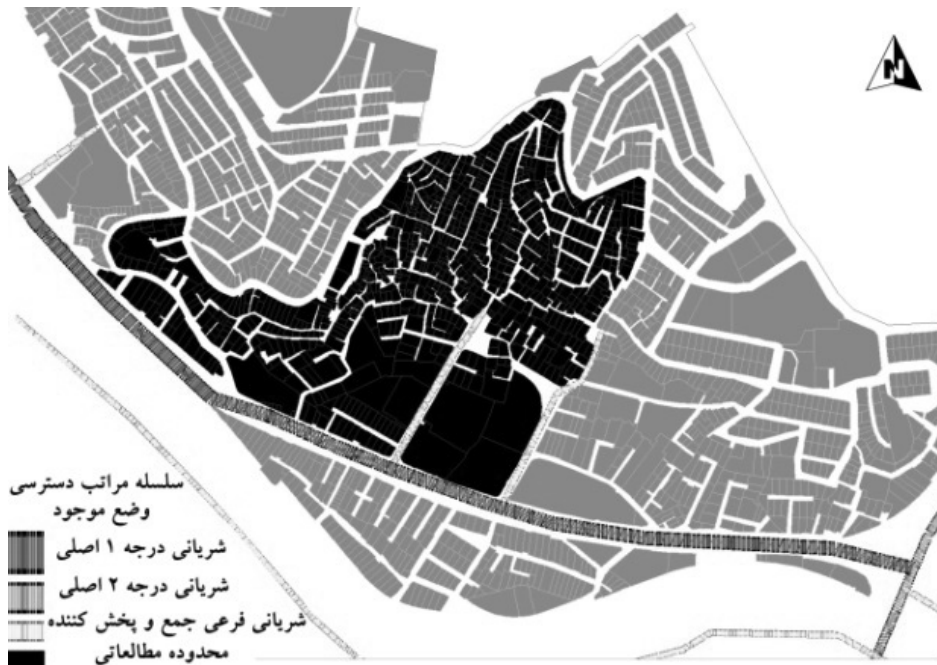 N
سلسله مراتب دسترسی
وضع موجود
شریانی درجه ۱ اصلی
شریانی درجه ۲ اصلی
شریانی فرعی جمع و پخش کننده
محدوده مطالعاتی